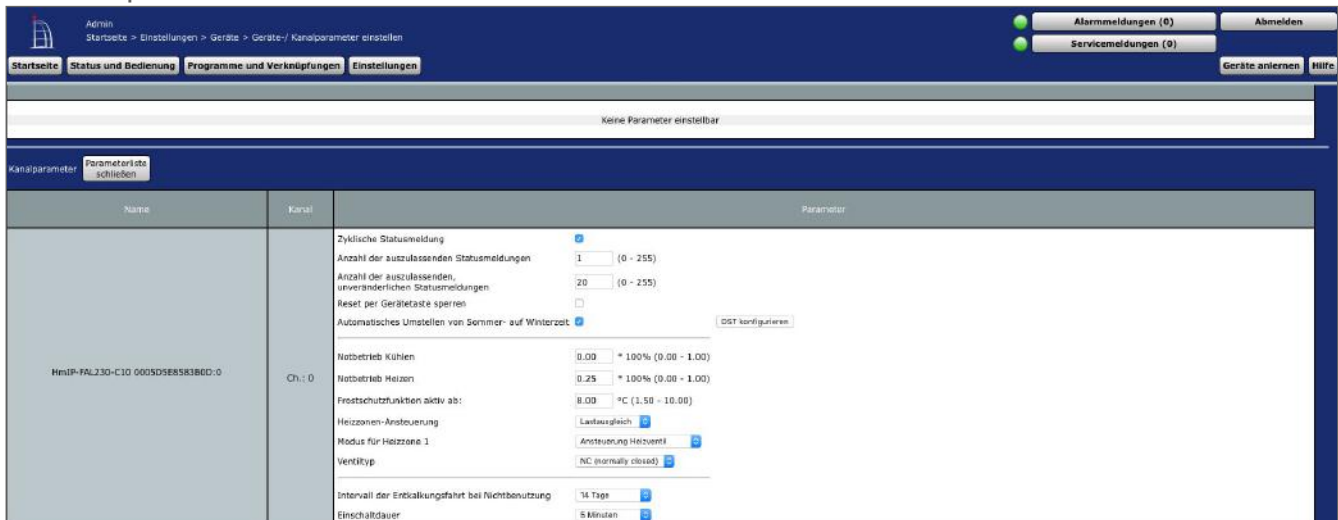 Admin
Alarmmeldungen (0)
Abmelden
Startseite > Einstellungen > Geräte > Geräte-/ Kanalparameter einstellen
Servicemeldungen (0)
Startseite
Status und Bedienung
Programme und Verknüpfungen
Einstellungen
Geräte anlernen
Hilfe
Keine Parameter einstellbar
Kanalparameter
Parameterliste
schließen
Name
Kanal
Parameter
HmIP-FAL230-C10 0005D5E8583B0D:0
Ch.: 0
Zyklische Statusmeldung
Anzahl der auszulassenden Statusmeldungen 1 (0 - 255)
Anzahl der auszulassenden,
unveränderlichen Statusmeldungen 20 (0 - 255)
Reset per Gerätetaste sperren
Automatisches Umstellen von Sommer- auf Winterzeit DST konfigurieren
Notbetrieb Kühlen 0.00 * 100% (0.00 - 1.00)
Notbetrieb Heizen 0.25 * 100% (0.00 - 1.00)
Frostschutzfunktion aktiv ab: 8.00 °C (1.50 - 10.00)
Heizzonen-Ansteuerung Lastausgleich
Modus für Heizzone 1 Ansteuerung Heizventil
Ventiltyp NC (normally closed)
Intervall der Entkalkungsfahrt bei Nichtbenutzung 14 Tage
Einschaltdauer 5 Minuten